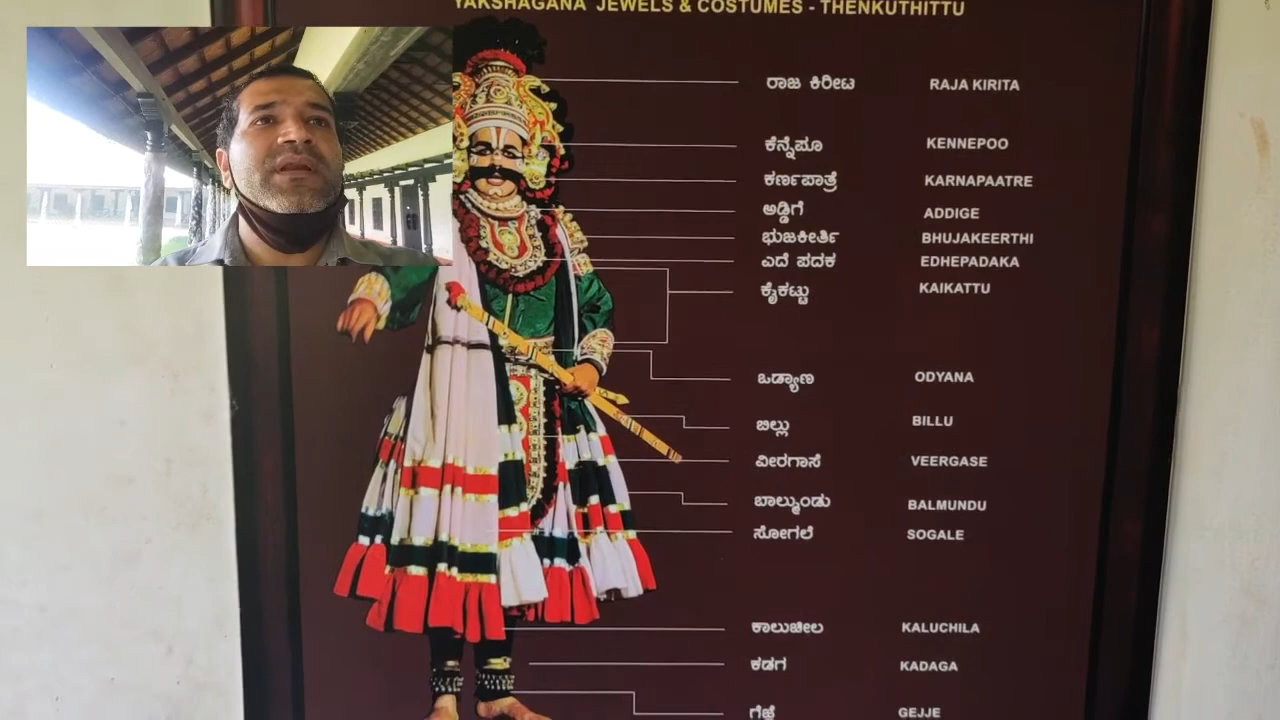 YAKSHAGANA JEWELS & COSTUMES - THENKUTHITTU
ರಾಜ ಕಿರೀಟ RAJA KIRITA
ಕೆನ್ನೆಪೂ KENNEPOO
ಕರ್ಣಪಾತ್ರೆ KARNAPAATRE
ಅಡ್ಡಿಗೆ ADDIGE
ಭುಜಕೀರ್ತಿ BHUJAKEERTHI
ಎದೆ ಪದಕ EDHEPADAKA
ಕೈಕಟ್ಟು KAIKATTU
ಒಡ್ಯಾಣ ODYANA
ಬಿಲ್ಲು BILLU
ವೀರಗಾಸೆ VEERGASE
ಬಾಲ್ಮುಂಡು BALMUNDU
ಸೋಗಲೆ SOGALE
ಕಾಲುಚೀಲ KALUCHILA
ಕಡಗ KADAGA
ಗೆಜ್ಜೆ GEJJE